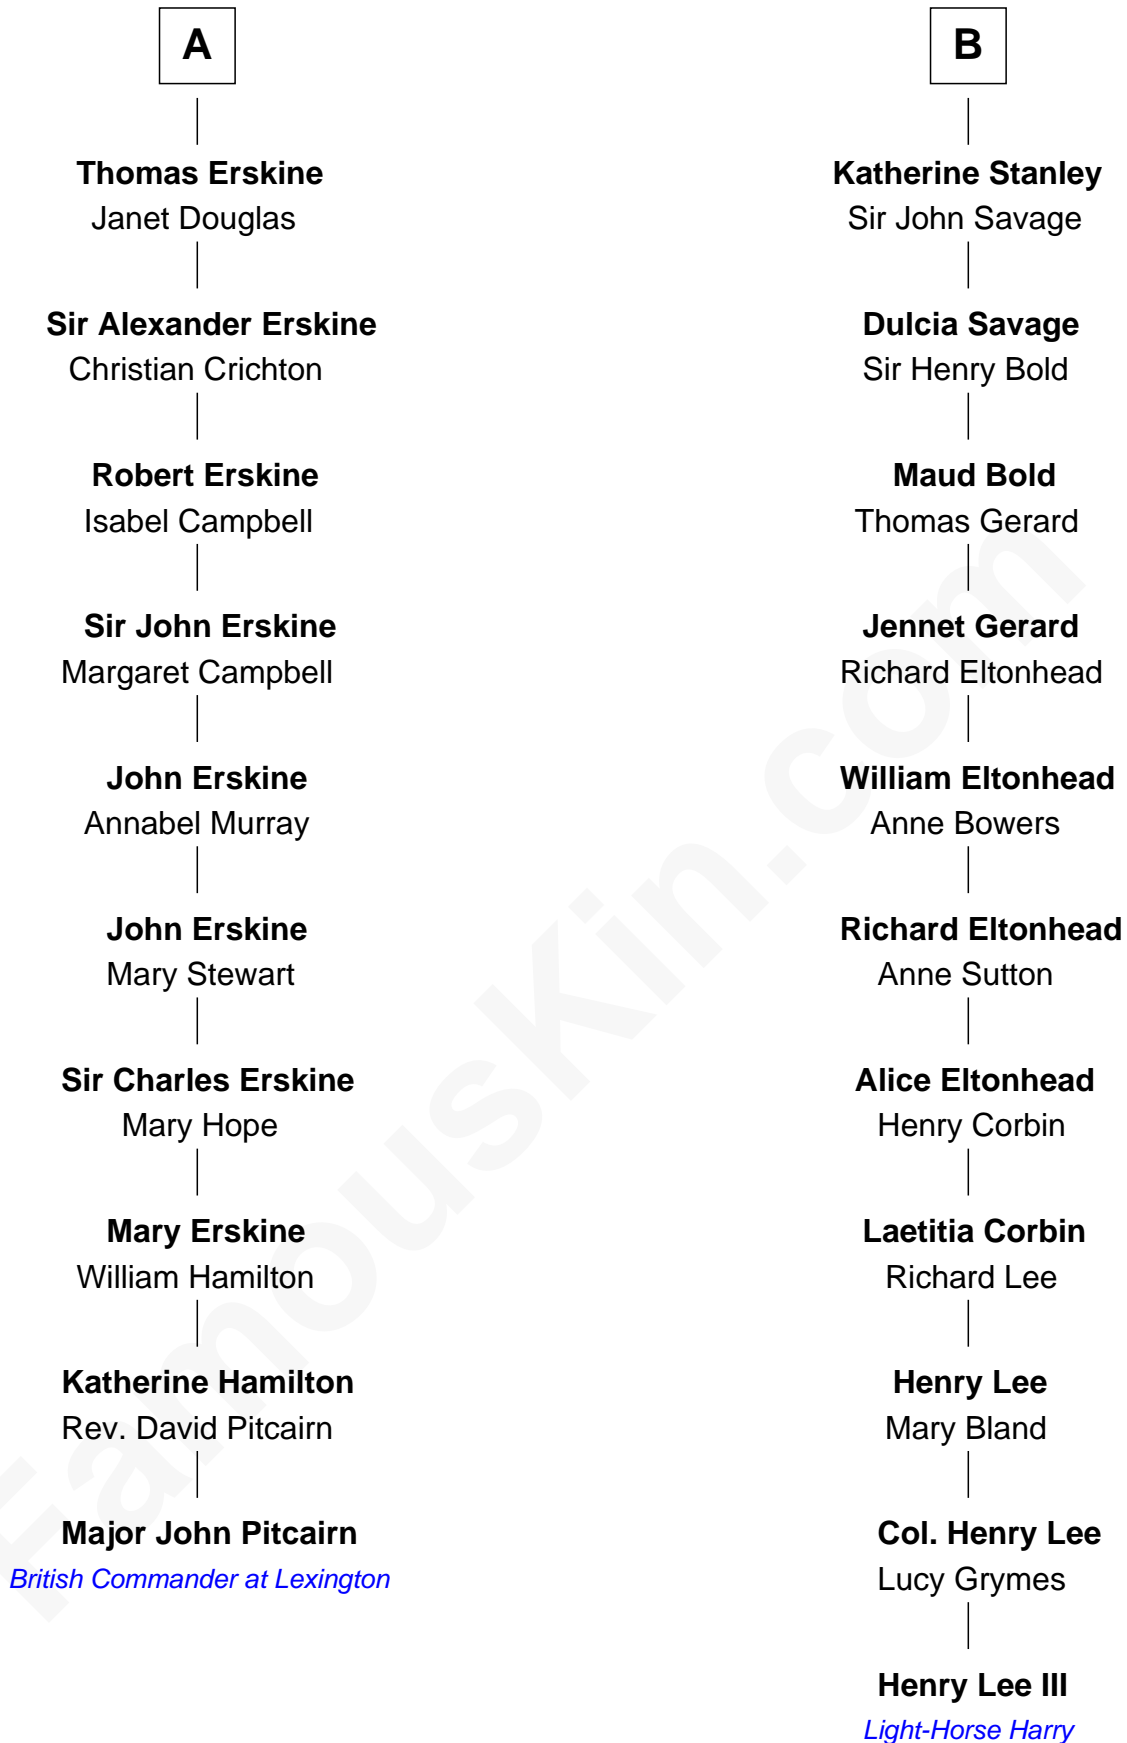 A
Thomas Erskine
Janet Douglas
Sir Alexander Erskine
Christian Crichton
Robert Erskine
Isabel Campbell
Sir John Erskine
Margaret Campbell
John Erskine
Annabel Murray
John Erskine
Mary Stewart
Sir Charles Erskine
Mary Hope
Mary Erskine
William Hamilton
Katherine Hamilton
Rev. David Pitcairn
Major John Pitcairn
British Commander at Lexington
B
Katherine Stanley
Sir John Savage
Dulcia Savage
Sir Henry Bold
Maud Bold
Thomas Gerard
Jennet Gerard
Richard Eltonhead
William Eltonhead
Anne Bowers
Richard Eltonhead
Anne Sutton
Alice Eltonhead
Henry Corbin
Laetitia Corbin
Richard Lee
Henry Lee
Mary Bland
Col. Henry Lee
Lucy Grymes
Henry Lee III
Light-Horse Harry
FamousKin.com